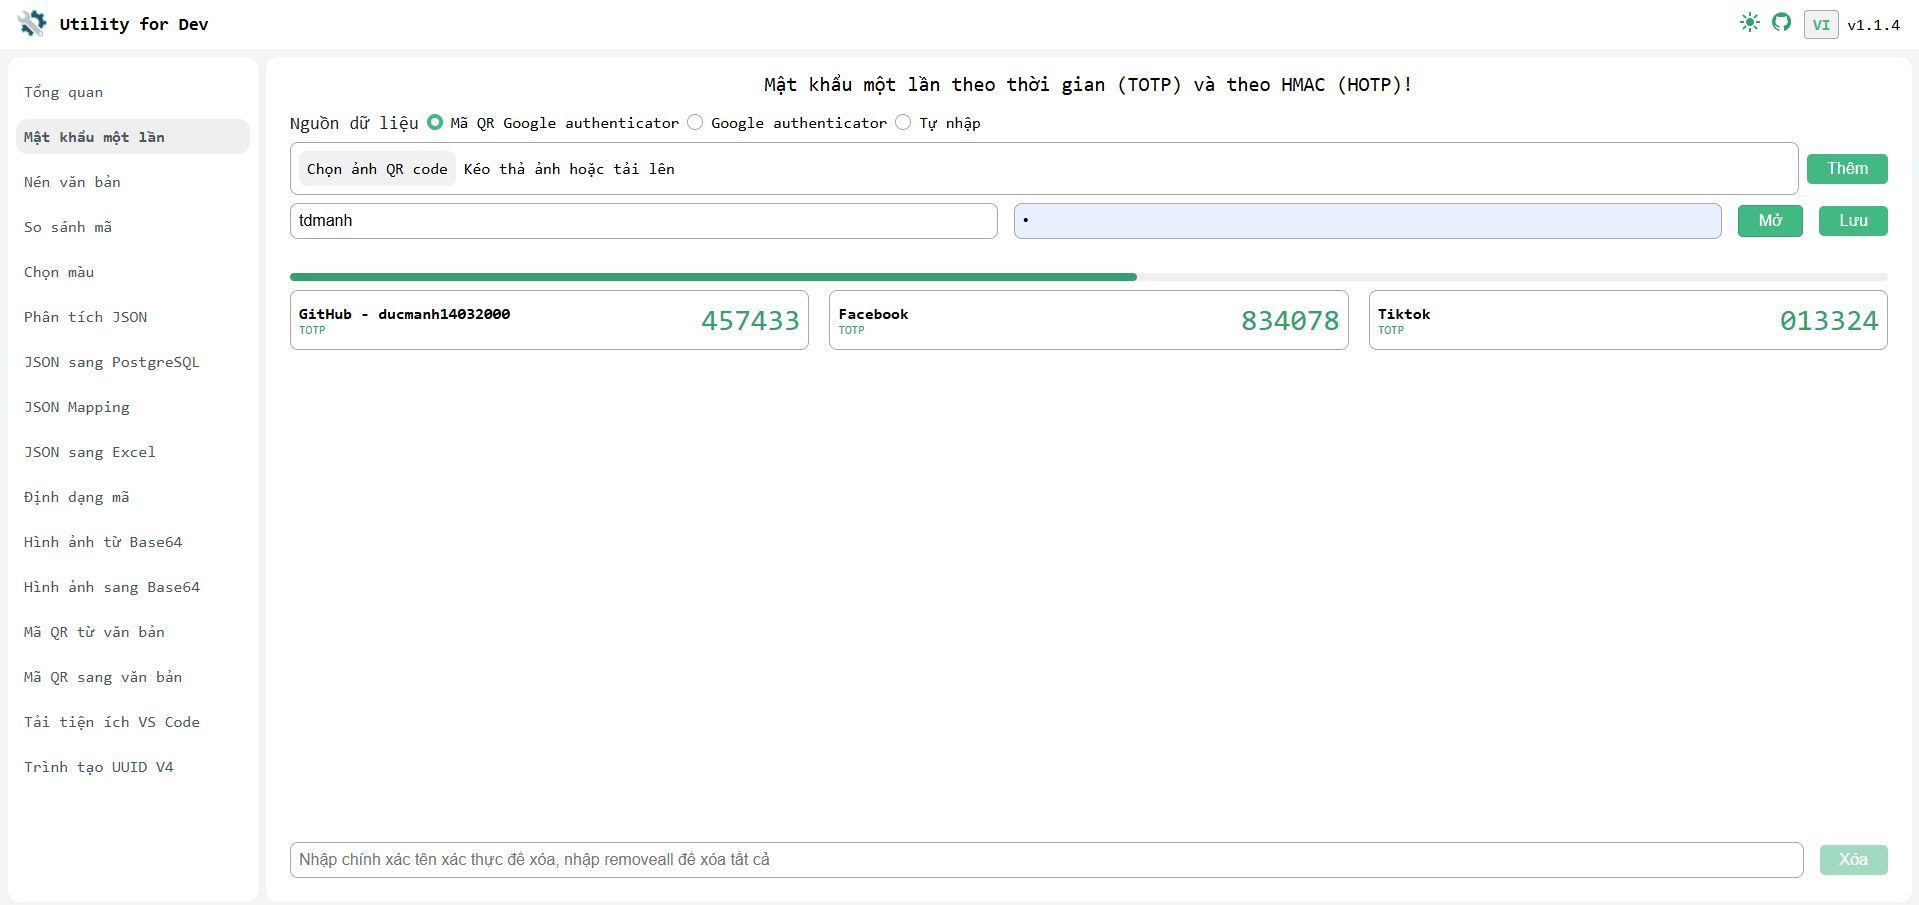 Utility for Dev
VI v1.1.4
Tổng quan
Mật khẩu một lần
Nén văn bản
So sánh mã
Chọn màu
Phân tích JSON
JSON sang PostgreSQL
JSON Mapping
JSON sang Excel
Định dạng mã
Hình ảnh từ Base64
Hình ảnh sang Base64
Mã QR từ văn bản
Mã QR sang văn bản
Tải tiện ích VS Code
Trình tạo UUID V4
Mật khẩu một lần theo thời gian (TOTP) và theo HMAC (HOTP)!
Nguồn dữ liệu Mã QR Google authenticator Google authenticator Tự nhập
Chọn ảnh QR code Kéo thả ảnh hoặc tải lên Thêm
tdmanh • Mở Lưu
GitHub - ducmanh14032000 457433
TOTP
Facebook 834078
TOTP
Tiktok 013324
TOTP
Nhập chính xác tên xác thực để xóa, nhập removeall để xóa tất cả Xóa